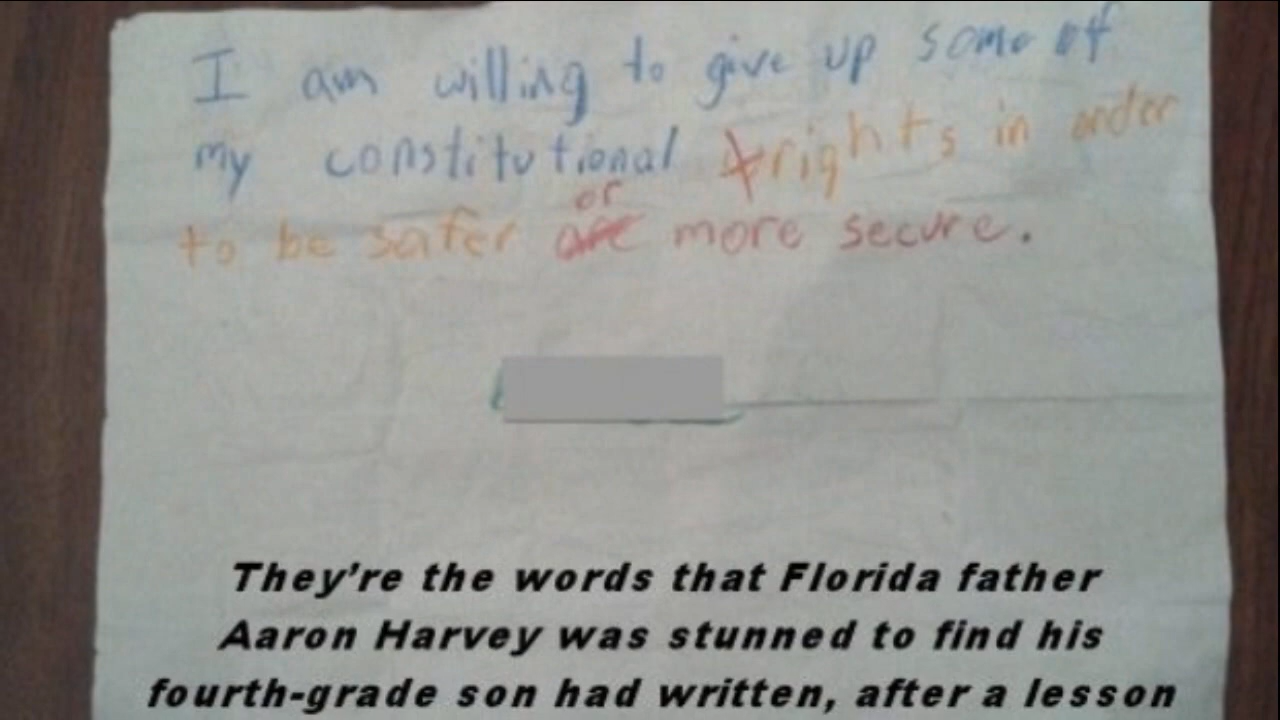 I am willing to give up some of
my constitutional rights in order
to be safer or more secure.
They're the words that Florida father
Aaron Harvey was stunned to find his
fourth-grade son had written, after a lesson